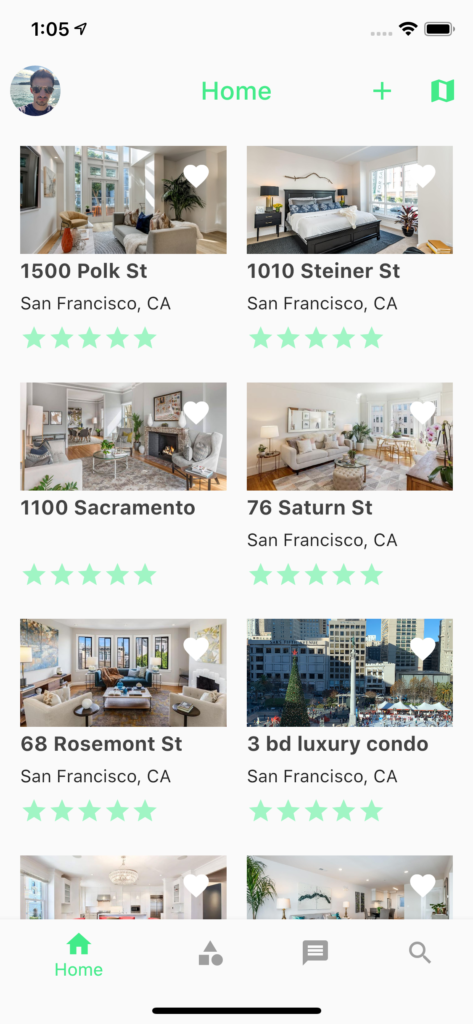 1:05
Home
1500 Polk St
1010 Steiner St
San Francisco, CA
San Francisco, CA
1100 Sacramento
76 Saturn St
San Francisco, CA
68 Rosemont St
3 bd luxury condo
San Francisco, CA
San Francisco, CA
Home